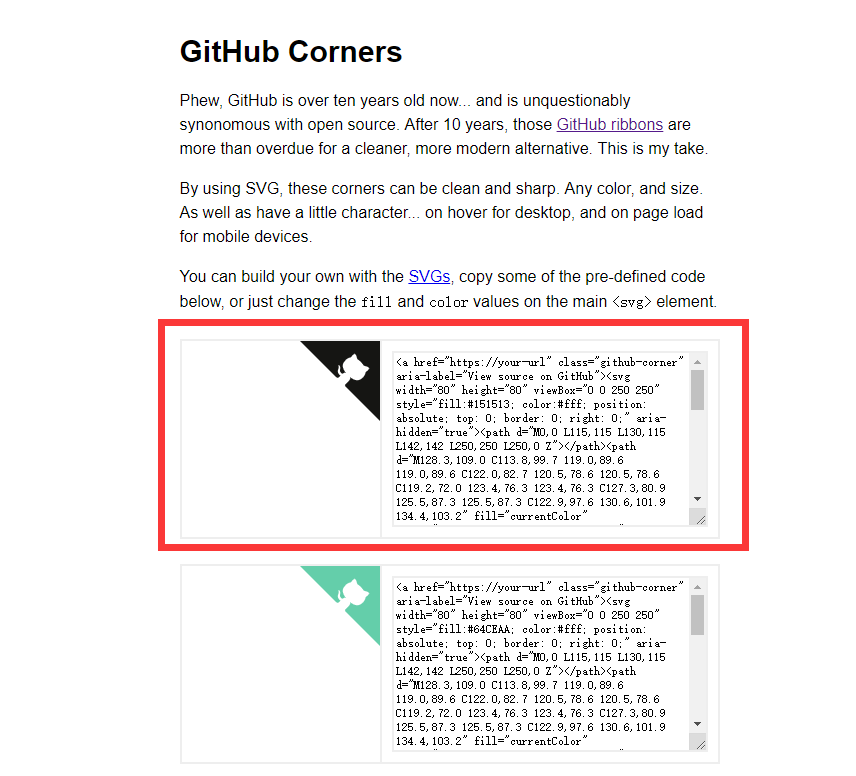 GitHub Corners
Phew, GitHub is over ten years old now... and is unquestionably
synonomous with open source. After 10 years, those GitHub ribbons are
more than overdue for a cleaner, more modern alternative. This is my take.
By using SVG, these corners can be clean and sharp. Any color, and size.
As well as have a little character... on hover for desktop, and on page load
for mobile devices.
You can build your own with the SVGs, copy some of the pre-defined code
below, or just change the fill and color values on the main <svg> element.
<a href="https://your-url" class="github-corner"
aria-label="View source on GitHub"><svg
width="80" height="80" viewBox="0 0 250 250"
style="fill:#151513; color:#fff; position:
absolute; top: 0; border: 0; right: 0;" aria-
hidden="true"><path d="M0,0 L115,115 L130,115
L142,142 L250,250 L250,0 Z"></path><path
d="M128.3,109.0 C113.8,99.7 119.0,89.6
119.0,89.6 C122.0,82.7 120.5,78.6 120.5,78.6
C119.2,72.0 123.4,76.3 123.4,76.3 C127.3,80.9
125.5,87.3 125.5,87.3 C122.9,97.6 130.6,101.9
134.4,103.2" fill="currentColor"
<a href="https://your-url" class="github-corner"
aria-label="View source on GitHub"><svg
width="80" height="80" viewBox="0 0 250 250"
style="fill:#64CEAA; color:#fff; position:
absolute; top: 0; border: 0; right: 0;" aria-
hidden="true"><path d="M0,0 L115,115 L130,115
L142,142 L250,250 L250,0 Z"></path><path
d="M128.3,109.0 C113.8,99.7 119.0,89.6
119.0,89.6 C122.0,82.7 120.5,78.6 120.5,78.6
C119.2,72.0 123.4,76.3 123.4,76.3 C127.3,80.9
125.5,87.3 125.5,87.3 C122.9,97.6 130.6,101.9
134.4,103.2" fill="currentColor"